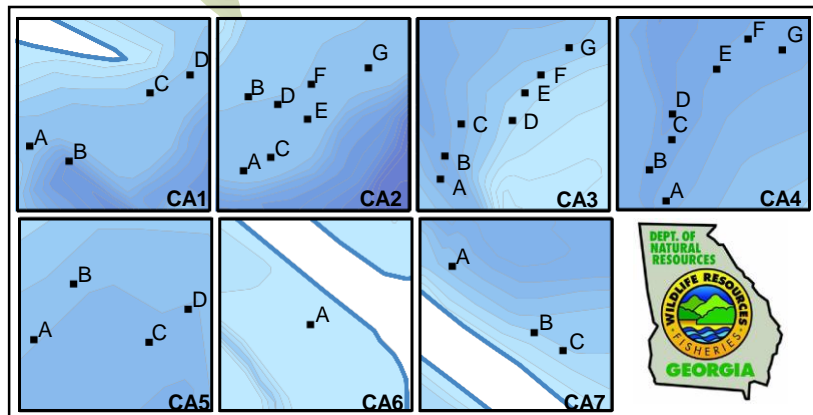 A
B
C
D
CA1
A
B
C
D
E
F
G
CA2
A
B
C
D
E
F
G
CA3
A
B
C
D
E
F
G
CA4
A
B
C
D
CA5
A
CA6
A
B
C
CA7
DEPT. OF
NATURAL
RESOURCES
WILDLIFE RESOURCES
FISHERIES
GEORGIA